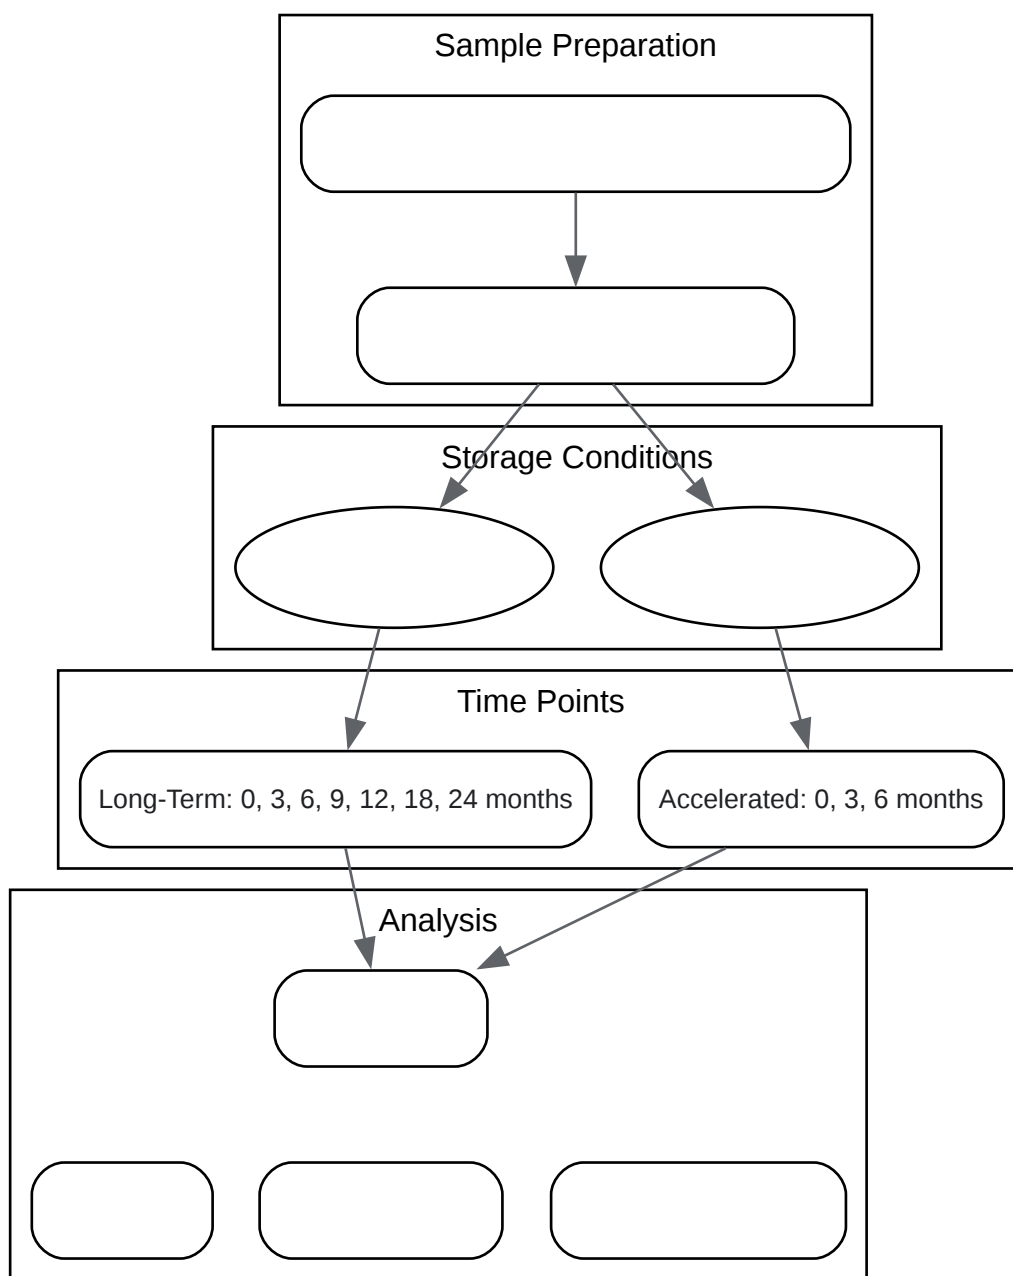 Sample Preparation
Storage Conditions
Time Points
Long-Term: 0, 3, 6, 9, 12, 18, 24 months
Accelerated: 0, 3, 6 months
Analysis